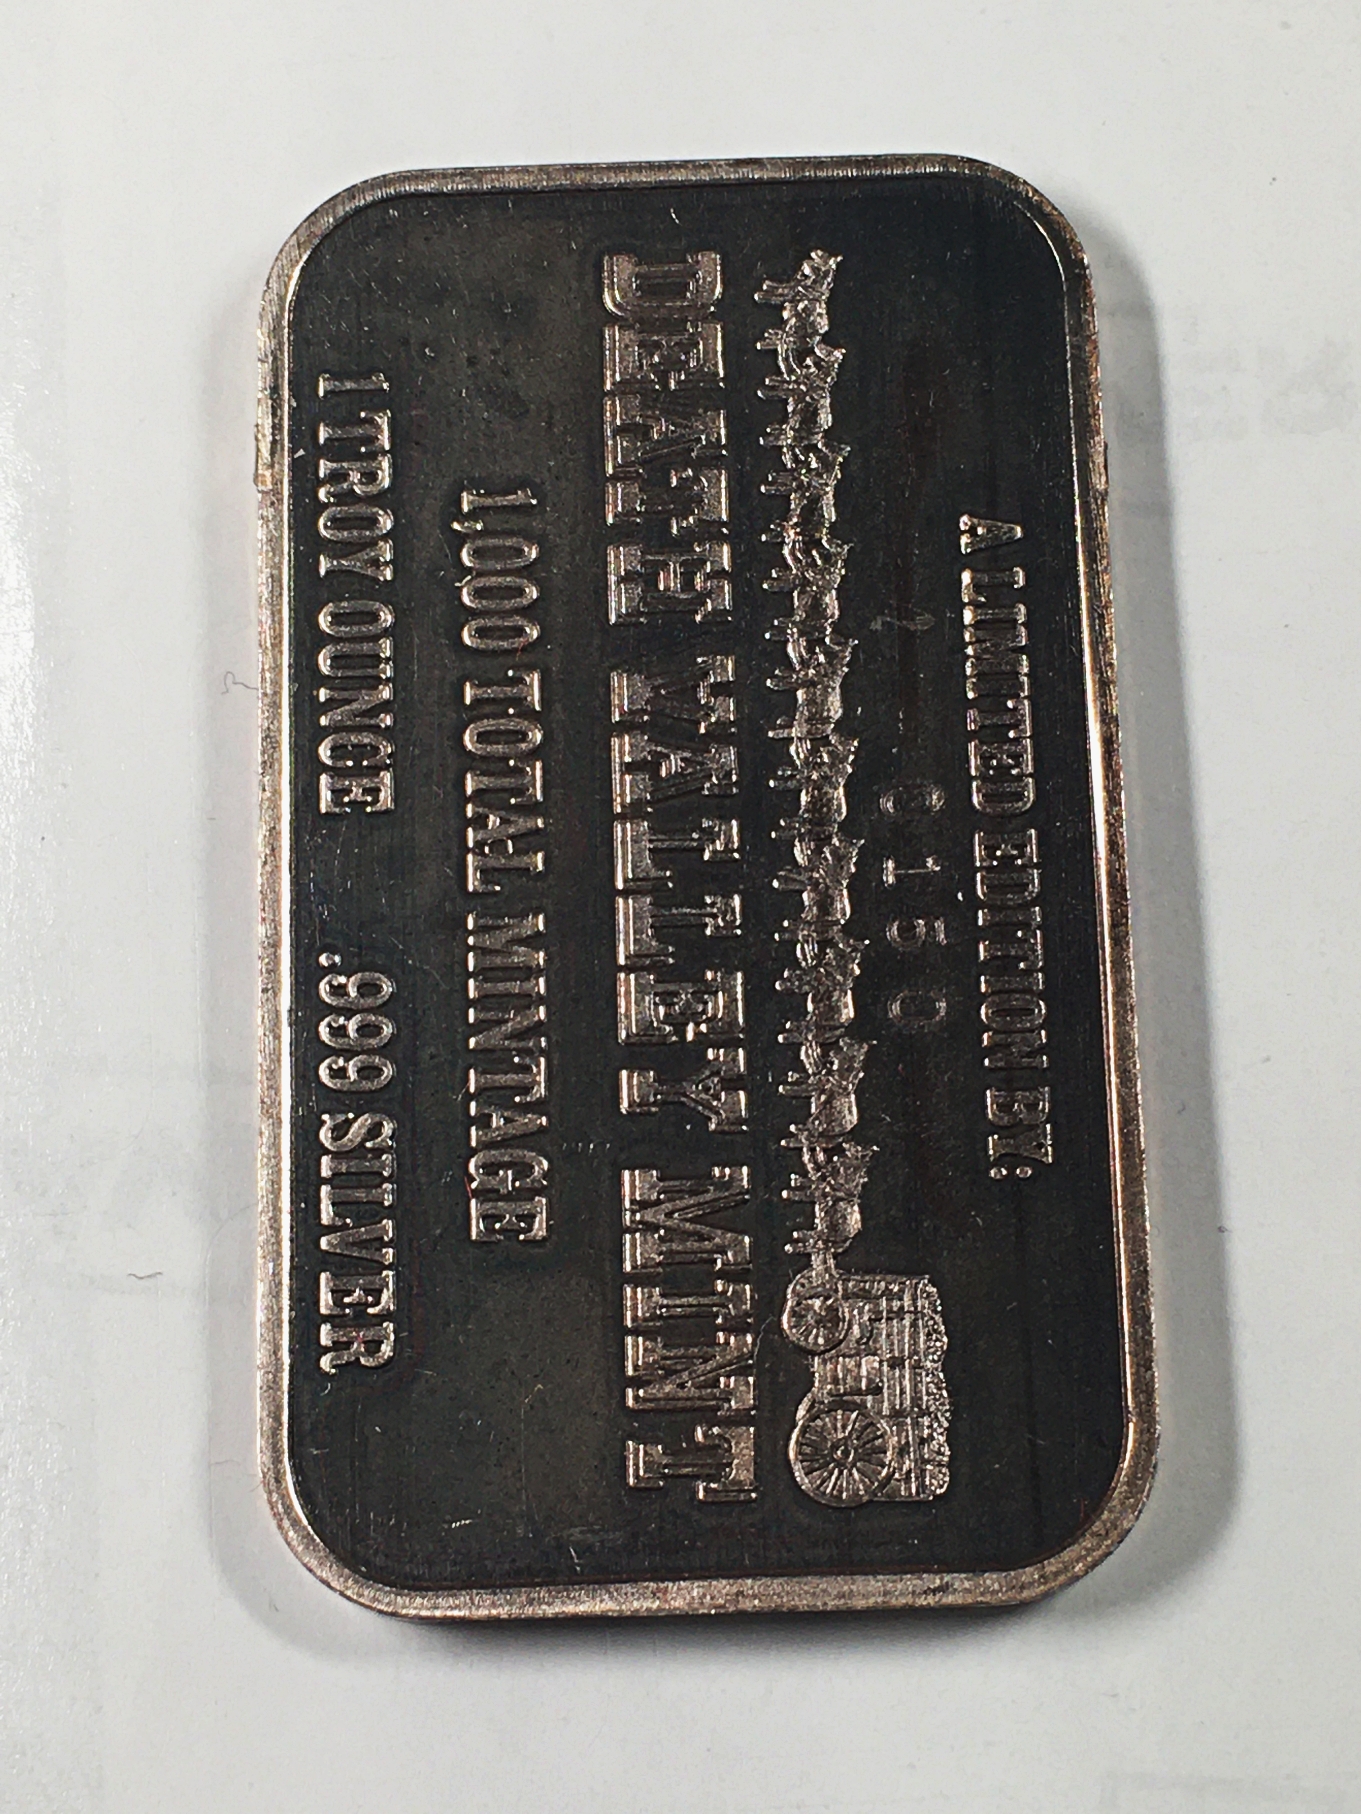 A LIMITED EDITION BY:
0150
DEATH VALLEY MINT
1,000 TOTAL MINTAGE
1 TROY OUNCE .999 SILVER